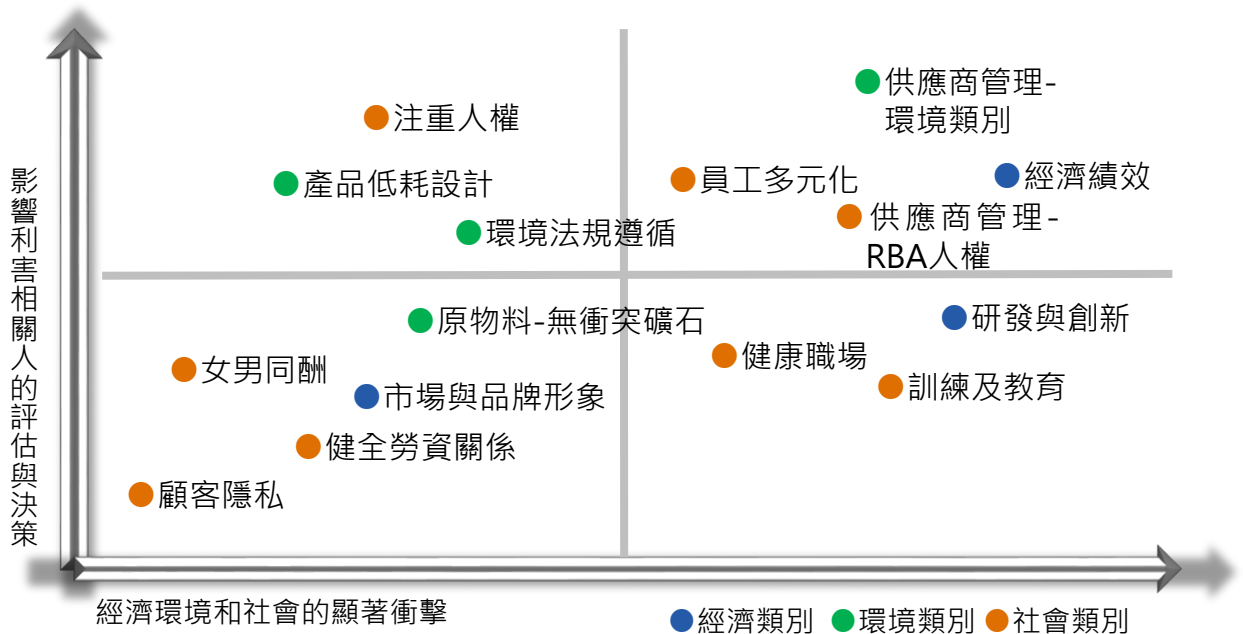 影響利害相關人的評估與決策
供應商管理-
環境類別
注重人權
產品低耗設計
員工多元化
經濟績效
環境法規遵循
供應商管理-
RBA人權
原物料-無衝突礦石
研發與創新
女男同酬
健康職場
市場與品牌形象
訓練及教育
健全勞資關係
顧客隱私
經濟環境和社會的顯著衝擊
經濟類別 環境類別 社會類別